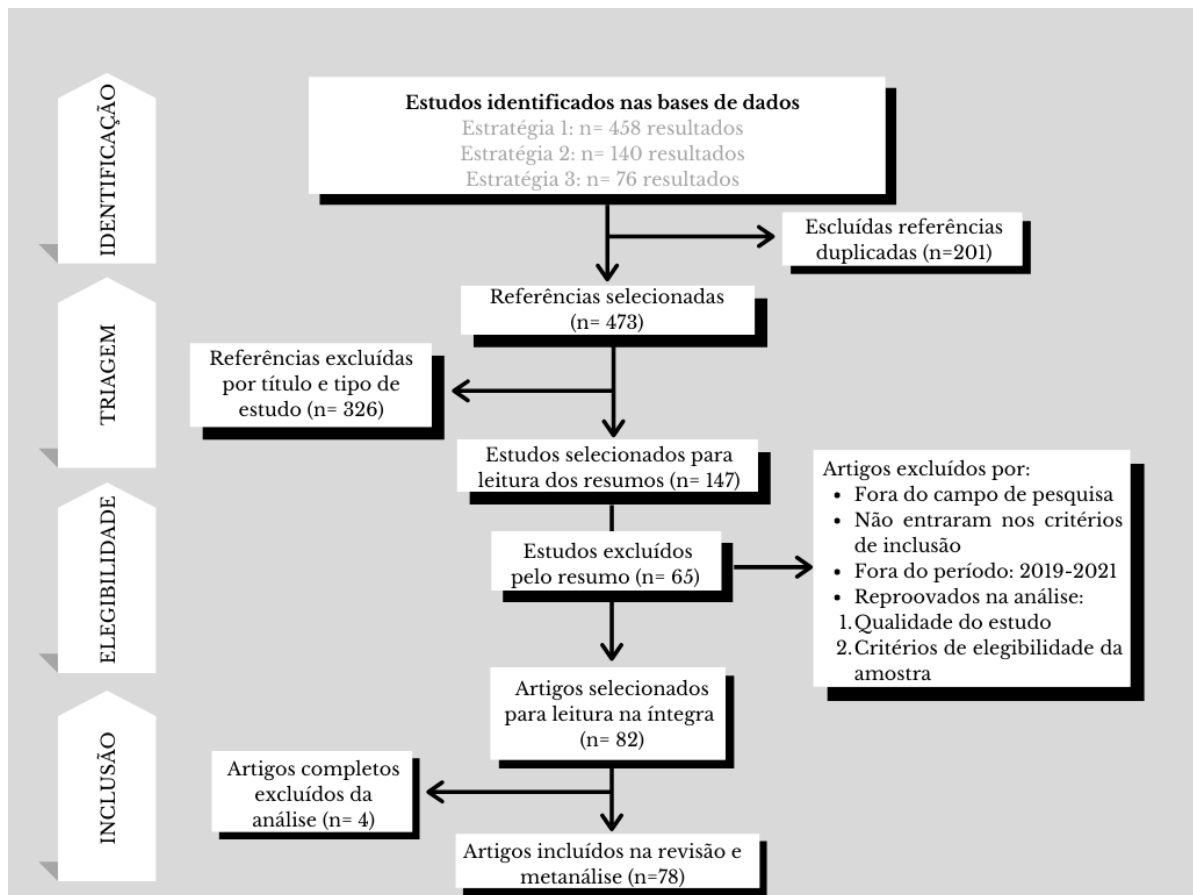 IDENTIFICAÇÃO
Estudos identificados nas bases de dados
Estratégia 1: n= 458 resultados
Estratégia 2: n= 140 resultados
Estratégia 3: n= 76 resultados
Escluídas referências
duplicadas (n=201)
TRIAGEM
Referências selecionadas
(n= 473)
Referências excluídas
por título e tipo de
estudo (n= 326)
Estudos selecionados para
leitura dos resumos (n= 147)
ELEGIBILIDADE
Estudos excluídos
pelo resumo (n= 65)
Artigos excluídos por:
• Fora do campo de pesquisa
• Não entraram nos critérios
de inclusão
• Fora do período: 2019-2021
• Reproovados na análise:
1. Qualidade do estudo
2. Critérios de elegibilidade da
amostra
Artigos selecionados
para leitura na íntegra
(n= 82)
INCLUSÃO
Artigos completos
excluídos da
análise (n= 4)
Artigos incluídos na revisão e
metanálise (n=78)